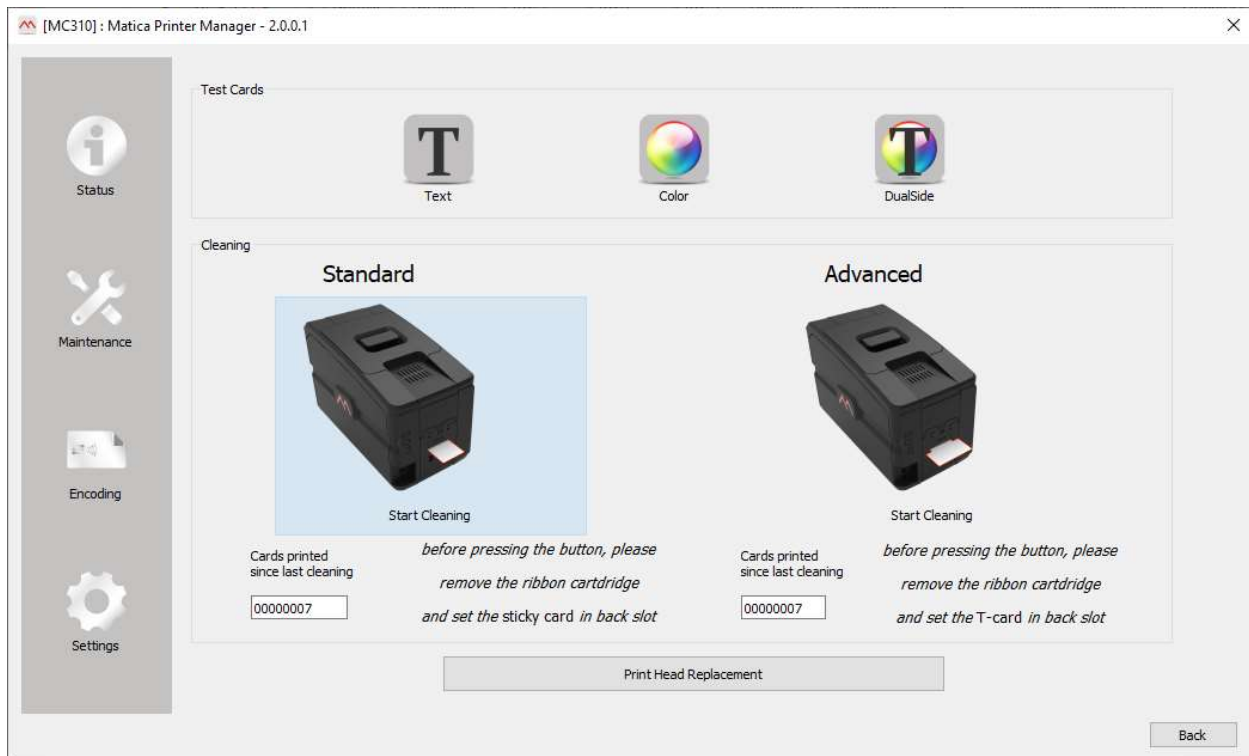 [MC310] : Matica Printer Manager - 2.0.0.1
Status
Maintenance
Encoding
Settings
Test Cards
Text
Color
DualSide
Cleaning
Standard
Start Cleaning
Cards printed
since last cleaning
00000007
before pressing the button, please
remove the ribbon cartdridge
and set the sticky card in back slot
Advanced
Start Cleaning
Cards printed
since last cleaning
00000007
before pressing the button, please
remove the ribbon cartdridge
and set the T-card in back slot
Print Head Replacement
Back